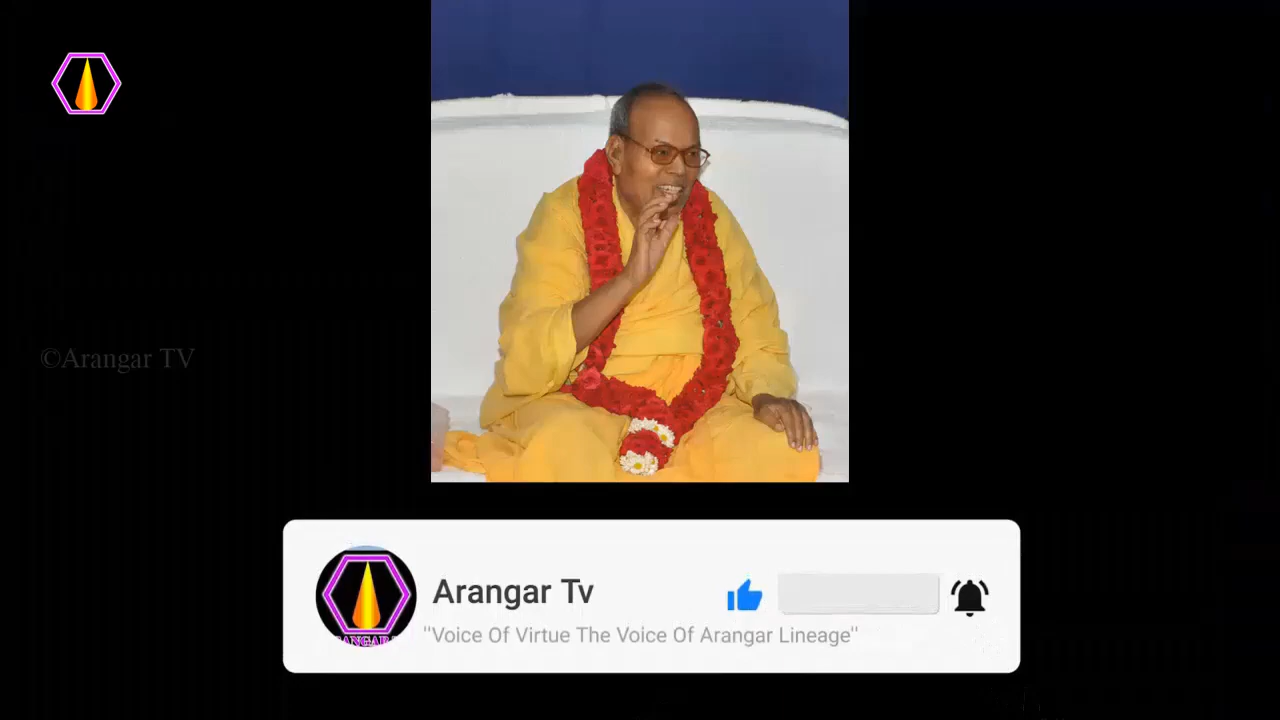 ©Arangar TV
Arangar Tv
"Voice Of Virtue The Voice Of Arangar Lineage"